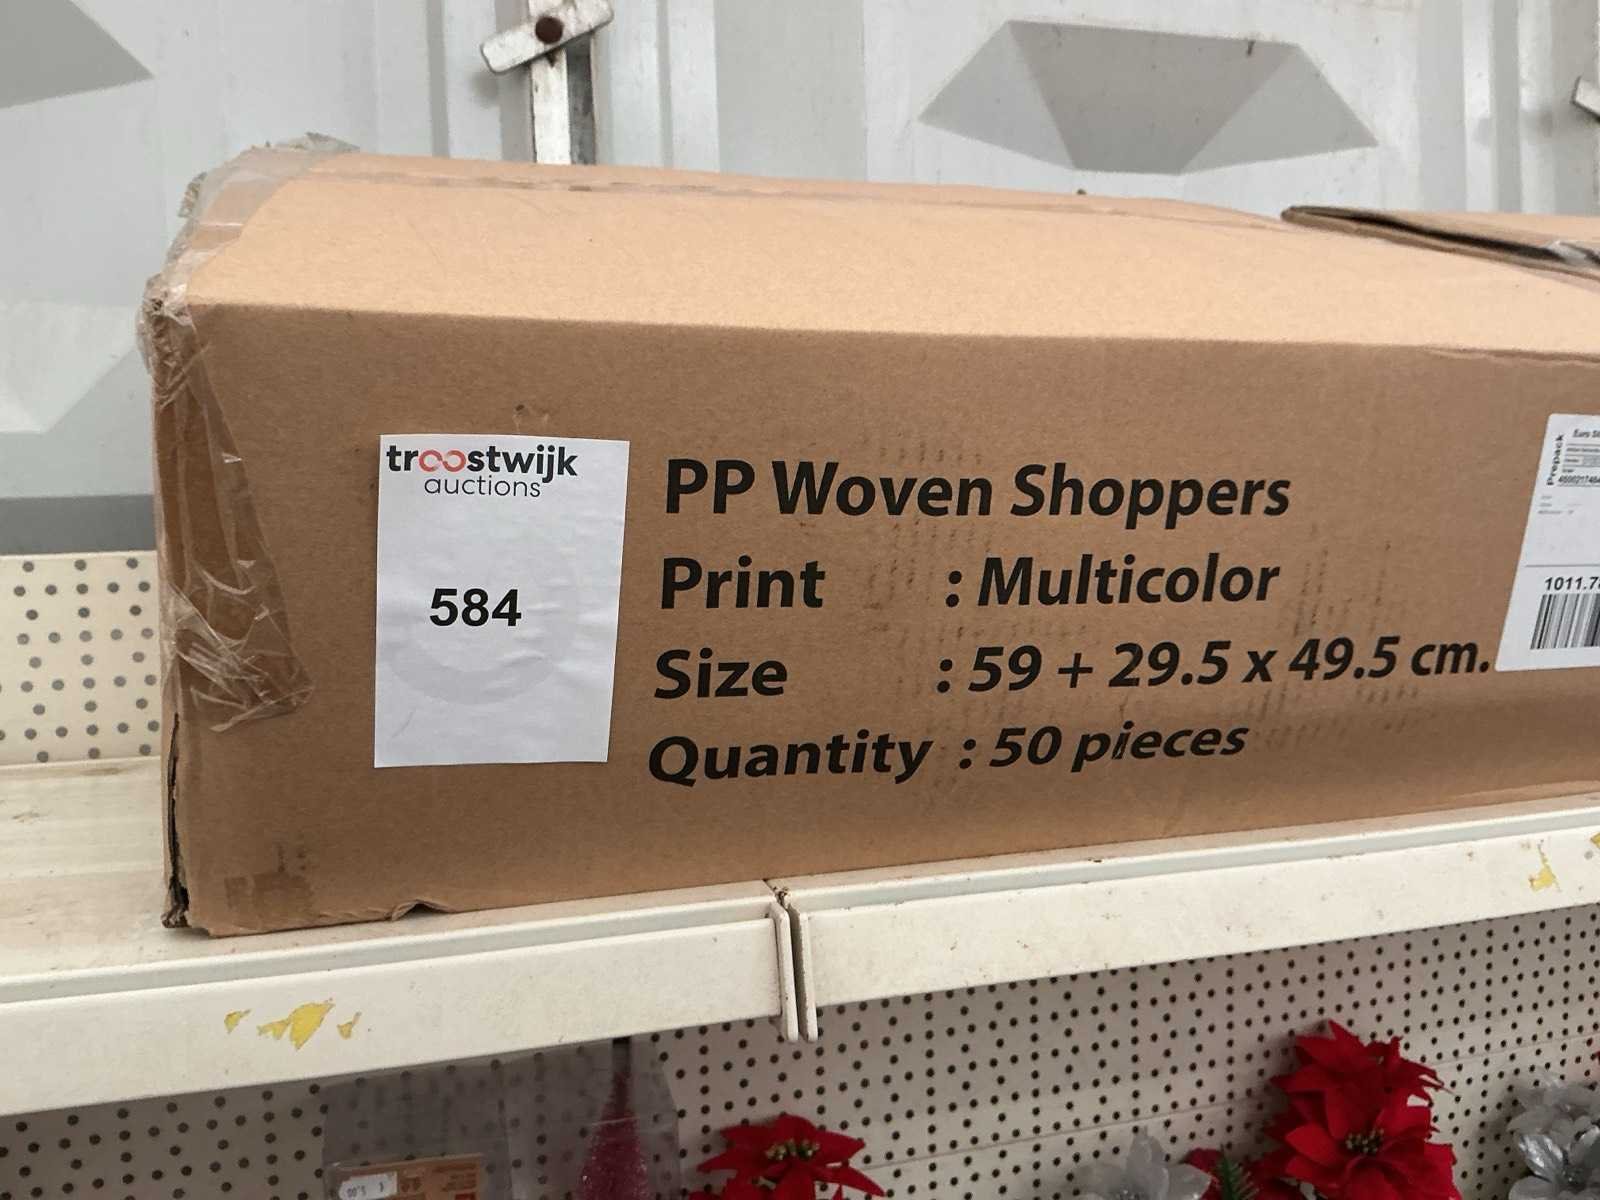 troostwijk
auctions
584
PP Woven Shoppers
Print : Multicolor
Size : 59 + 29.5 x 49.5 cm.
Quantity : 50 pieces
Prepack